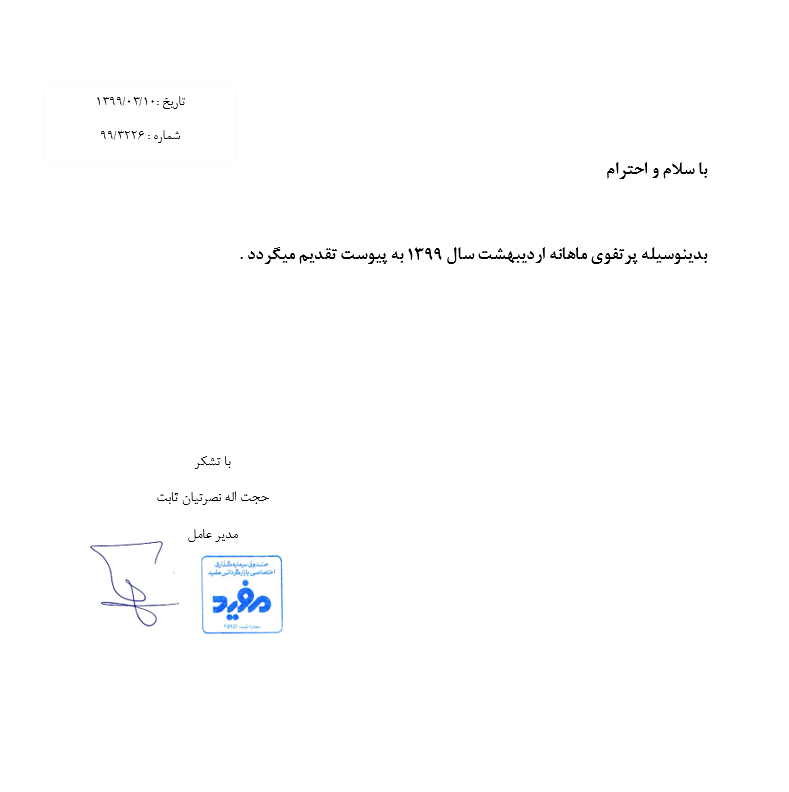 تاریخ :۱۳۹۹/۰۳/۱۰
شماره : ۹۹/۳۲۲۶
با سلام و احترام
بدینوسیله پرتفوی ماهانه اردیبهشت سال ۱۳۹۹ به پیوست تقدیم میگردد .
با تشکر
حجت اله نصرتیان ثابت
مدیر عامل
صندوق سرمایه گذاری
اختصاصی بازارگردانی مفید
مفید